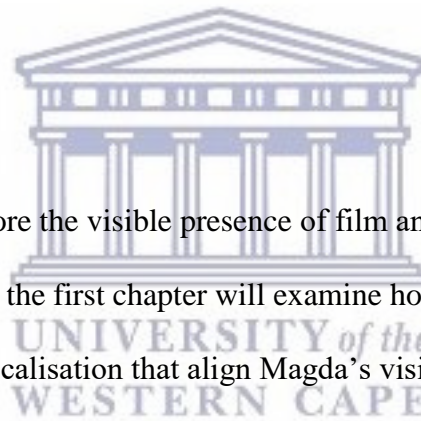 ore the visible presence of film an
the first chapter will examine ho
UNIVERSITY of the
calisation that align Magda's visi
WESTERN CAPE